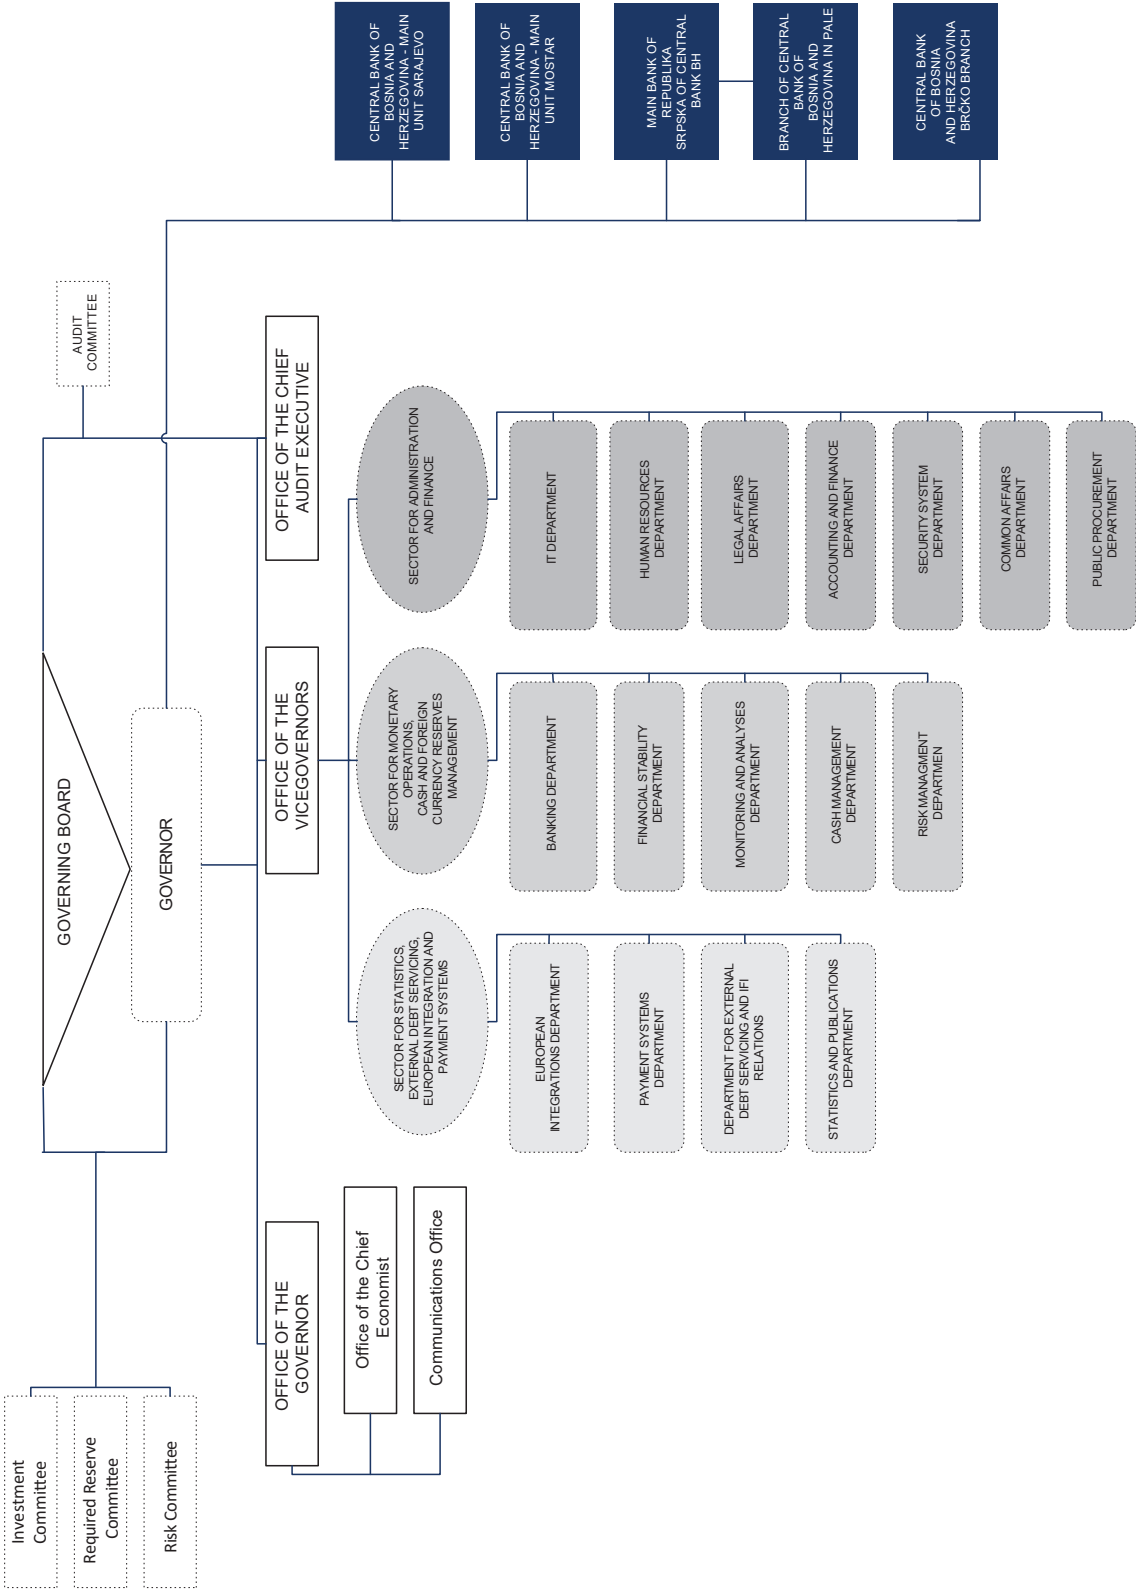 GOVERNING BOARD
GOVERNOR
AUDIT
COMMITTEE
Investment
Committee
Required Reserve
Committee
Risk Committee
OFFICE OF THE
GOVERNOR
Office of the Chief
Economist
Communications Office
OFFICE OF THE
VICEGOVERNORS
OFFICE OF THE CHIEF
AUDIT EXECUTIVE
SECTOR FOR STATISTICS,
EXTERNAL DEBT SERVICING,
EUROPEAN INTEGRATION AND
PAYMENT SYSTEMS
EUROPEAN
INTEGRATIONS DEPARTMENT
PAYMENT SYSTEMS
DEPARTMENT
DEPARTMENT FOR EXTERNAL
DEBT SERVICING AND IFI
RELATIONS
STATISTICS AND PUBLICATIONS
DEPARTMENT
SECTOR FOR MONETARY
OPERATIONS,
CASH AND FOREIGN
CURRENCY RESERVES
MANAGEMENT
BANKING DEPARTMENT
FINANCIAL STABILITY
DEPARTMENT
MONITORING AND ANALYSES
DEPARTMENT
CASH MANAGEMENT
DEPARTMENT
RISK MANAGMENT
DEPARTMEN
SECTOR FOR ADMINISTRATION
AND FINANCE
IT DEPARTMENT
HUMAN RESOURCES
DEPARTMENT
LEGAL AFFAIRS
DEPARTMENT
ACCOUNTING AND FINANCE
DEPARTMENT
SECURITY SYSTEM
DEPARTMENT
COMMON AFFAIRS
DEPARTMENT
PUBLIC PROCUREMENT
DEPARTMENT
CENTRAL BANK OF
BOSNIA AND
HERZEGOVINA - MAIN
UNIT SARAJEVO
CENTRAL BANK OF
BOSNIA AND
HERZEGOVINA - MAIN
UNIT MOSTAR
MAIN BANK OF
REPUBLIKA
SRPSKA OF CENTRAL
BANK BH
BRANCH OF CENTRAL
BANK OF
BOSNIA AND
HERZEGOVINA IN PALE
CENTRAL BANK
OF BOSNIA
AND HERZEGOVINA
BRČKO BRANCH